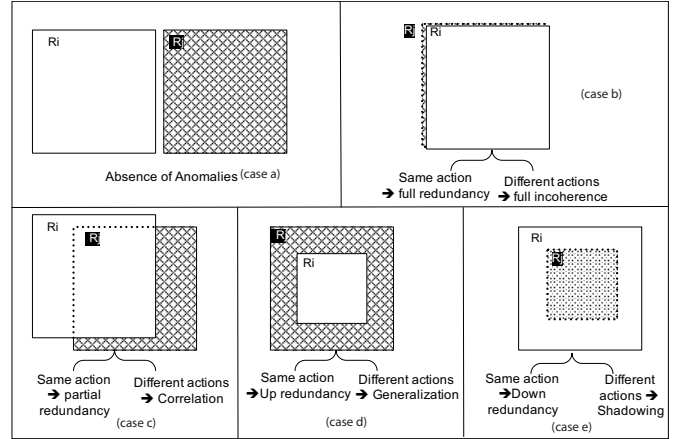 Ri
Rj
Absence of Anomalies (case a)
Rj
Ri
(case b)
Same action
➔ full redundancy
Different actions
➔ full incoherence
Ri
Rj
Same action
➔ partial
redundancy
Different actions
➔ Correlation
(case c)
Rj
Ri
Same action
➔Up redundancy
Different actions
➔ Generalization
(case d)
Ri
Rj
Same action
➔Down
redundancy
Different
actions ➔
Shadowing
(case e)